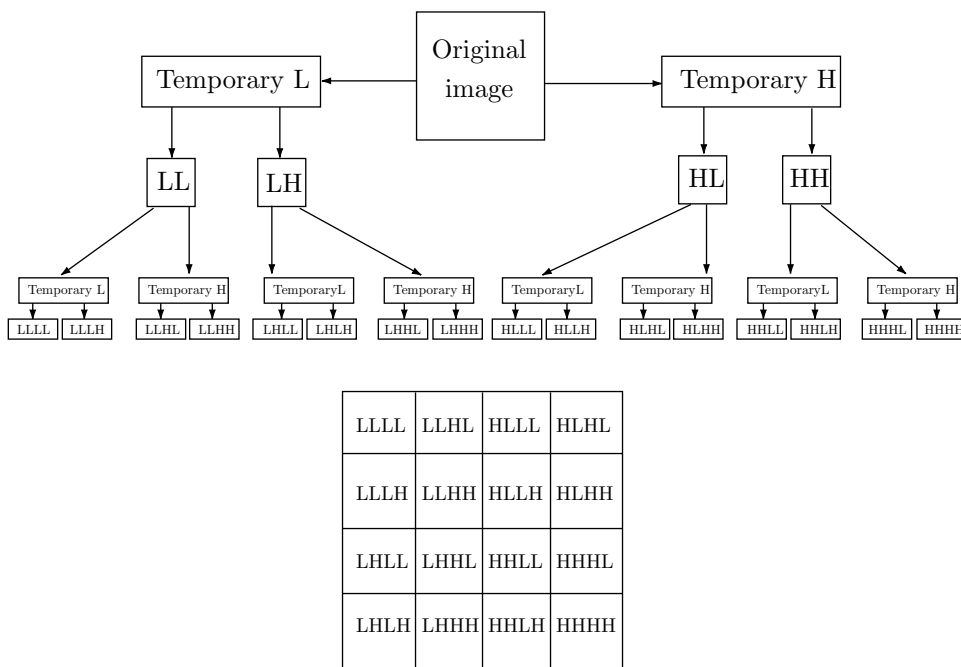 Original
image
Temporary L
Temporary H
LL LH HL HH
Temporary L Temporary H TemporaryL Temporary H TemporaryL Temporary H TemporaryL Temporary H
LLLL LLLH LLHL LLHH LHLL LHLH LHHL LHHH HLLL HLLH HLHL HLHH HHLL HHLH HHHL HHHH
LLLL LLHL HLLL HLHL
LLLH LLHH HLLH HLHH
LHLL LHHL HHLL HHHL
LHLH LHHH HHLH HHHH